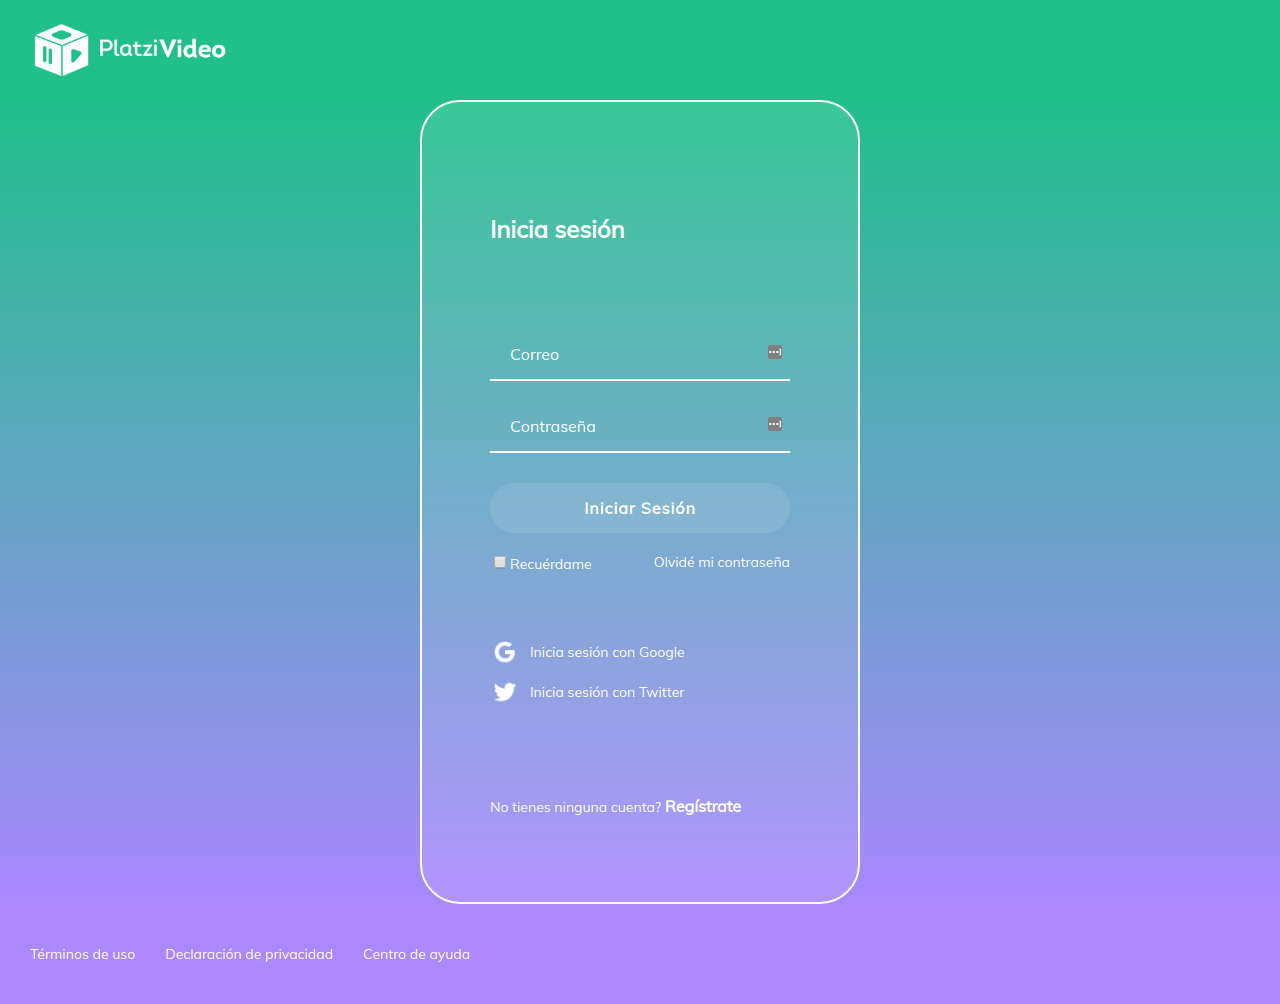 PlatziVideo
Inicia sesión
Correo
Contraseña
Iniciar Sesión
Recuérdame
Olvidé mi contraseña
Inicia sesión con Google
Inicia sesión con Twitter
No tienes ninguna cuenta? Regístrate
Términos de uso
Declaración de privacidad
Centro de ayuda